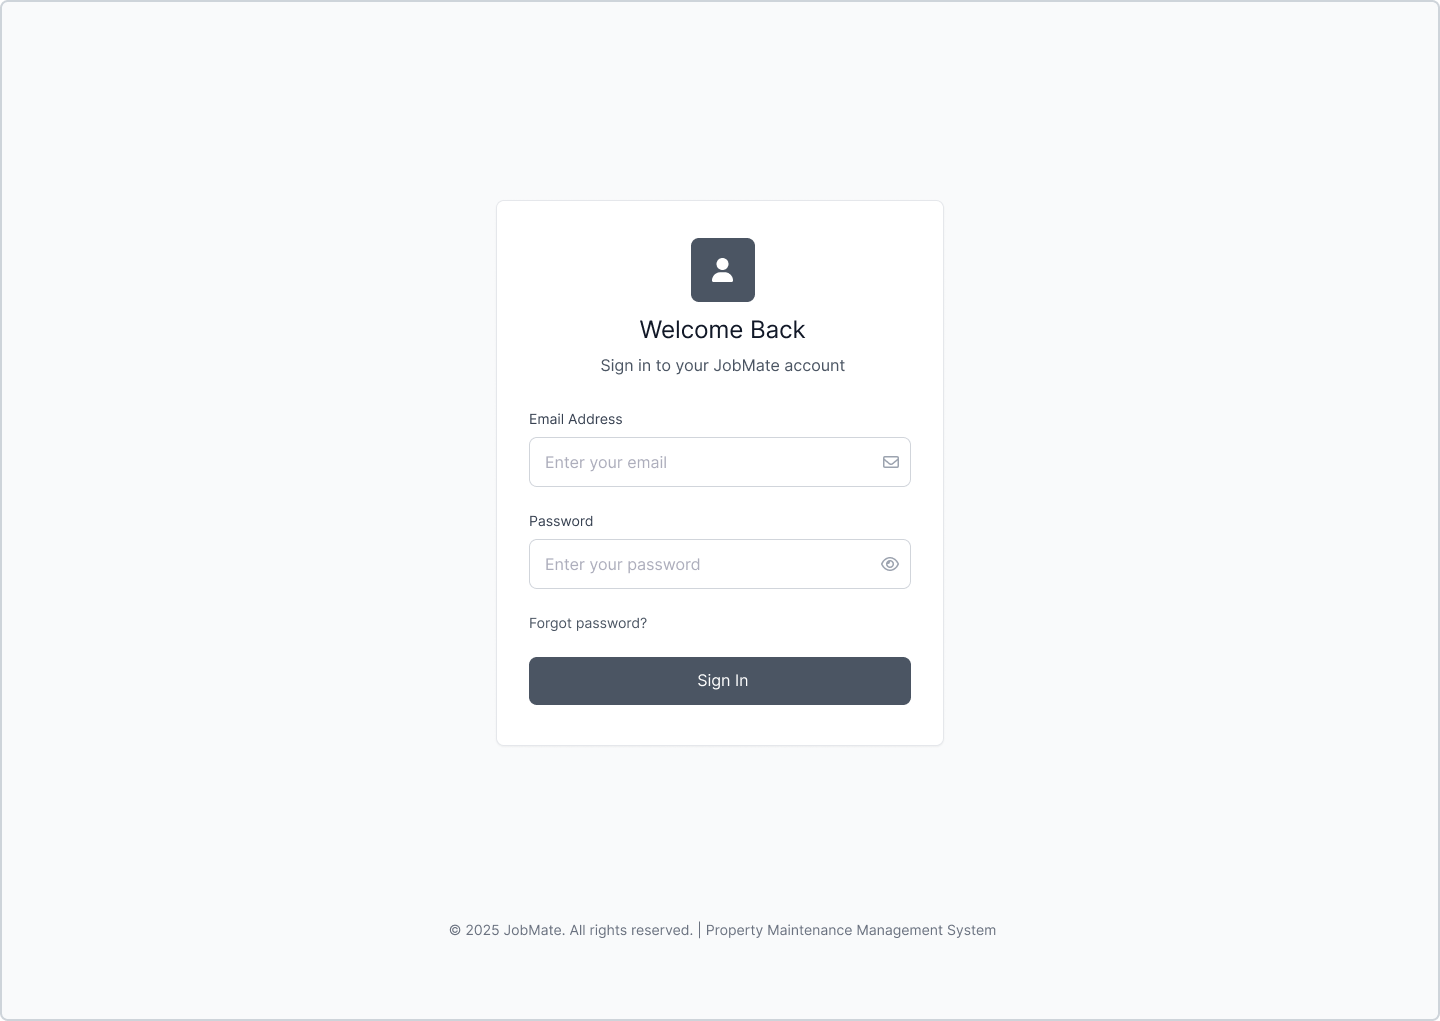 Welcome Back
Sign in to your JobMate account
Email Address
Enter your email
Password
Enter your password
Forgot password?
Sign In
© 2025 JobMate. All rights reserved. | Property Maintenance Management System